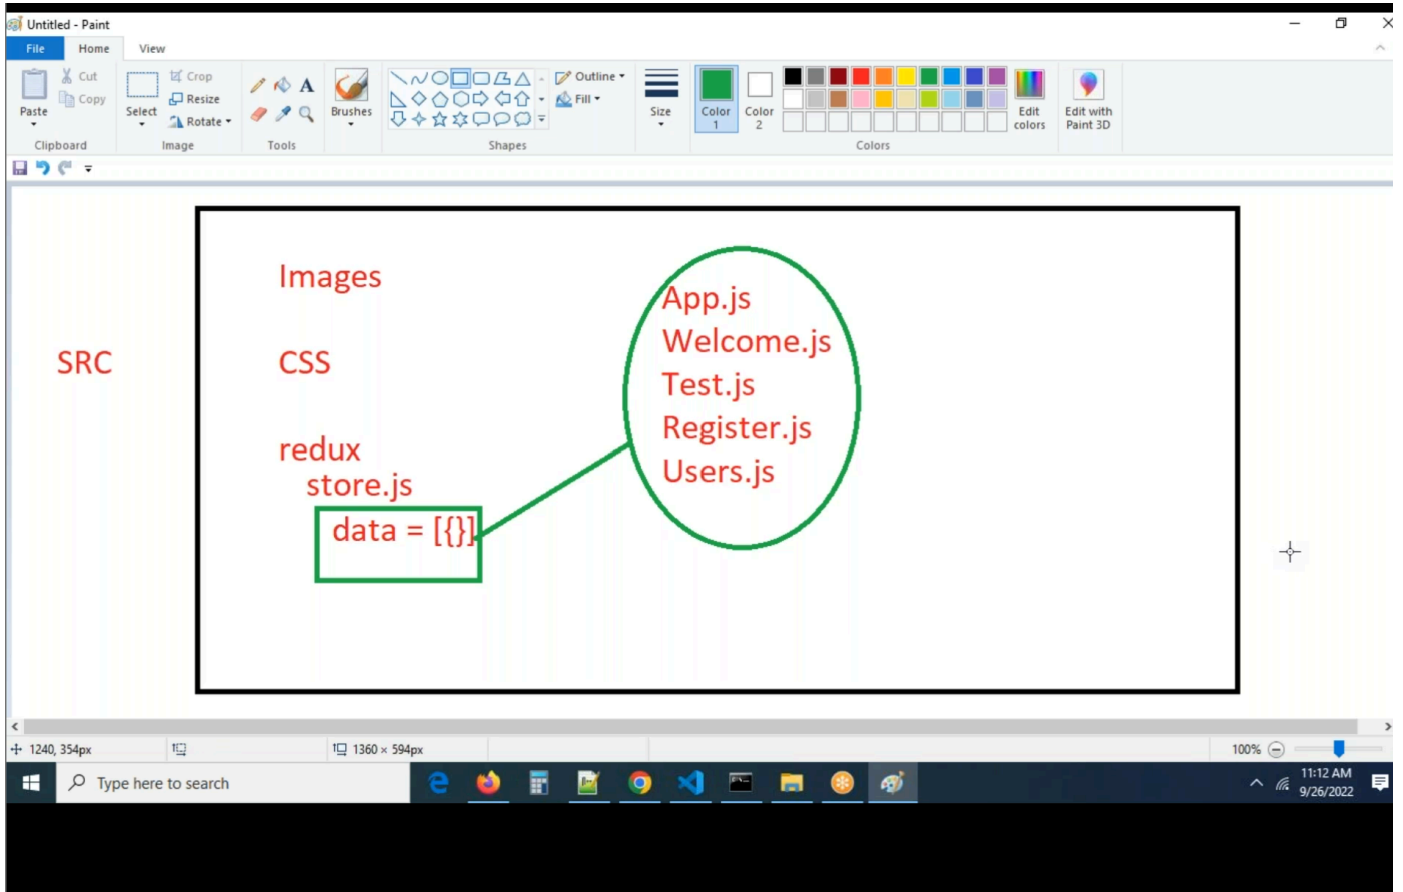 Untitled - Paint
File Home View
Cut
Copy
Paste
Clipboard
Select
Crop
Resize
Rotate
Image
A
Tools
Brushes
Shapes
Outline
Fill
Size
Color 1
Color 2
Colors
Edit colors
Edit with Paint 3D
Images
SRC
CSS
redux
store.js
data = [{}]
App.js
Welcome.js
Test.js
Register.js
Users.js
1240, 354px
1360 × 594px
100%
Type here to search
11:12 AM
9/26/2022